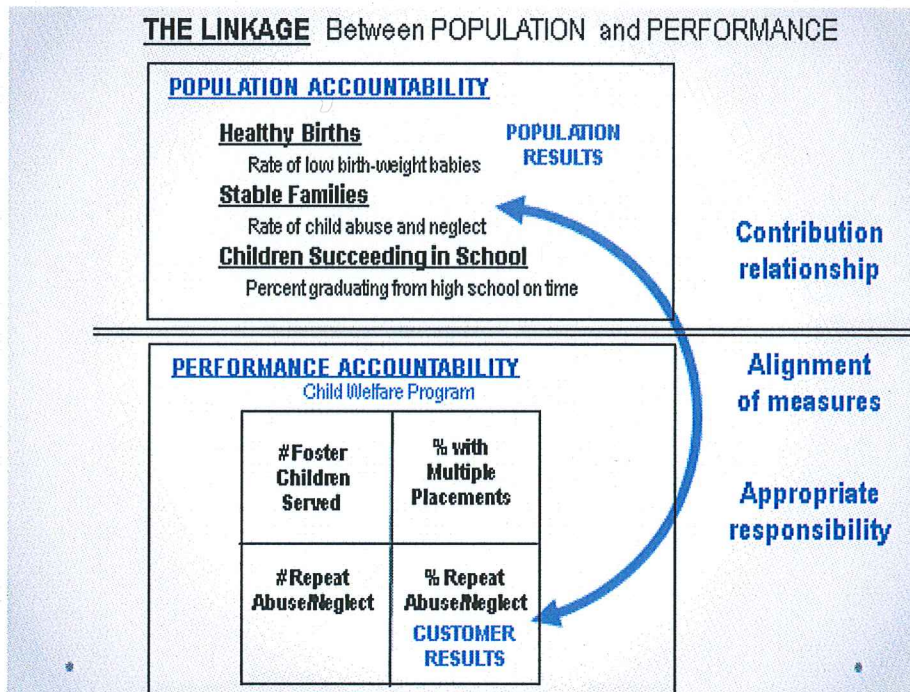 THE LINKAGE Between POPULATION and PERFORMANCE
POPULATION ACCOUNTABILITY
Healthy Births
Rate of low birth-weight babies
POPULATION
RESULTS
Stable Families
Rate of child abuse and neglect
Children Succeeding in School
Percent graduating from high school on time
Contribution
relationship
PERFORMANCE ACCOUNTABILITY
Child Welfare Program
#Foster
Children
Served
% with
Multiple
Placements
#Repeat
Abuse/Neglect
% Repeat
Abuse/Neglect
CUSTOMER
RESULTS
Alignment
of measures
Appropriate
responsibility